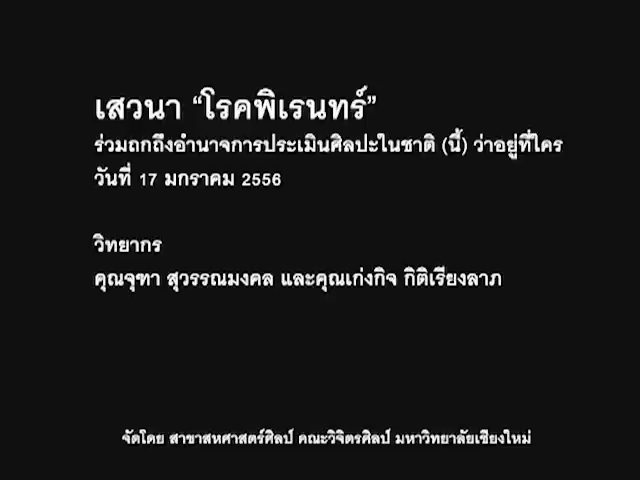 เสวนา “โรคพิเรนทร์”
ร่วมถกถึงอำนาจการประเมินศิลปะในชาติ (นี้) ว่าอยู่ที่ใคร
วันที่ 17 มกราคม 2556
วิทยากร
คุณจุฑา สุวรรณมงคล และคุณเก่งกิจ กิติเรียงลาภ
จัดโดย สาขาสหศาสตร์ศิลป์ คณะวิจิตรศิลป์ มหาวิทยาลัยเชียงใหม่